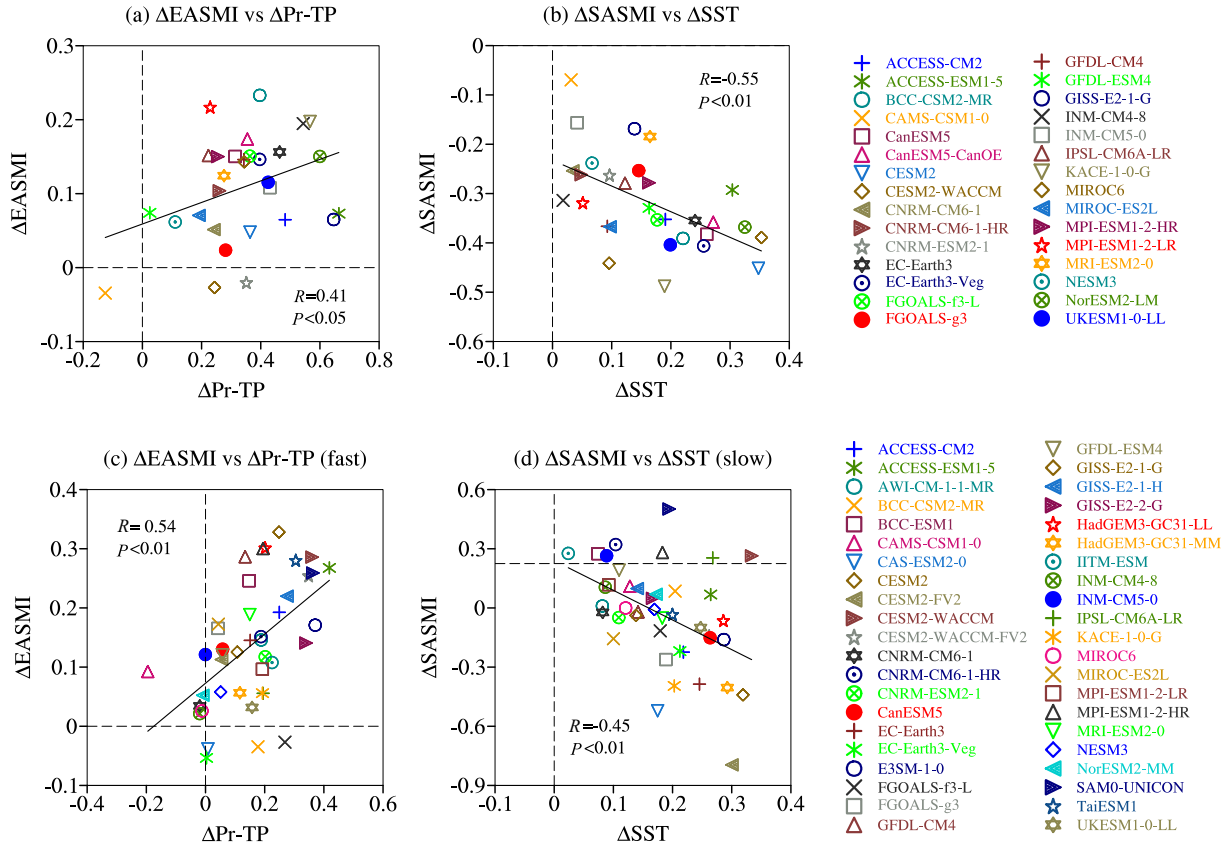 (a) ΔEASMI vs ΔPr-TP
0.3
0.2
0.1
0
-0.1
-0.2
0
0.2
0.4
0.6
0.8
ΔEASMI
ΔPr-TP
R=0.41
P<0.05
(b) ΔSASMI vs ΔSST
-0
-0.1
-0.2
-0.3
-0.4
-0.5
-0.6
-0.1
0
0.1
0.2
0.3
0.4
ΔSASMI
ΔSST
R=-0.55
P<0.01
ACCESS-CM2
ACCESS-ESM1-5
BCC-CSM2-MR
CAMS-CSM1-0
CanESM5
CanESM5-CanOE
CESM2
CESM2-WACCM
CNRM-CM6-1
CNRM-CM6-1-HR
CNRM-ESM2-1
EC-Earth3
EC-Earth3-Veg
FGOALS-f3-L
FGOALS-g3
GFDL-CM4
GFDL-ESM4
GISS-E2-1-G
INM-CM4-8
INM-CM5-0
IPSL-CM6A-LR
KACE-1-0-G
MIROC6
MIROC-ES2L
MPI-ESM1-2-HR
MPI-ESM1-2-LR
MRI-ESM2-0
NESM3
NorESM2-LM
UKESM1-0-LL
(c) ΔEASMI vs ΔPr-TP (fast)
0.4
0.3
0.2
0.1
0
-0.1
-0.4
-0.2
0
0.2
0.4
0.6
ΔEASMI
ΔPr-TP
R= 0.54
P<0.01
(d) ΔSASMI vs ΔSST (slow)
0.6
0.3
0
-0.3
-0.6
-0.9
-0.1
0
0.1
0.2
0.3
0.4
ΔSASMI
ΔSST
R=-0.45
P<0.01
ACCESS-CM2
ACCESS-ESM1-5
AWI-CM-1-1-MR
BCC-CSM2-MR
BCC-ESM1
CAMS-CSM1-0
CAS-ESM2-0
CESM2
CESM2-FV2
CESM2-WACCM
CESM2-WACCM-FV2
CNRM-CM6-1
CNRM-CM6-1-HR
CNRM-ESM2-1
CanESM5
EC-Earth3
EC-Earth3-Veg
E3SM-1-0
FGOALS-f3-L
FGOALS-g3
GFDL-CM4
GFDL-ESM4
GISS-E2-1-G
GISS-E2-1-H
GISS-E2-2-G
HadGEM3-GC31-LL
HadGEM3-GC31-MM
IITM-ESM
INM-CM4-8
INM-CM5-0
IPSL-CM6A-LR
KACE-1-0-G
MIROC6
MIROC-ES2L
MPI-ESM1-2-LR
MPI-ESM1-2-HR
MRI-ESM2-0
NESM3
NorESM2-MM
SAM0-UNICON
TaiESM1
UKESM1-0-LL